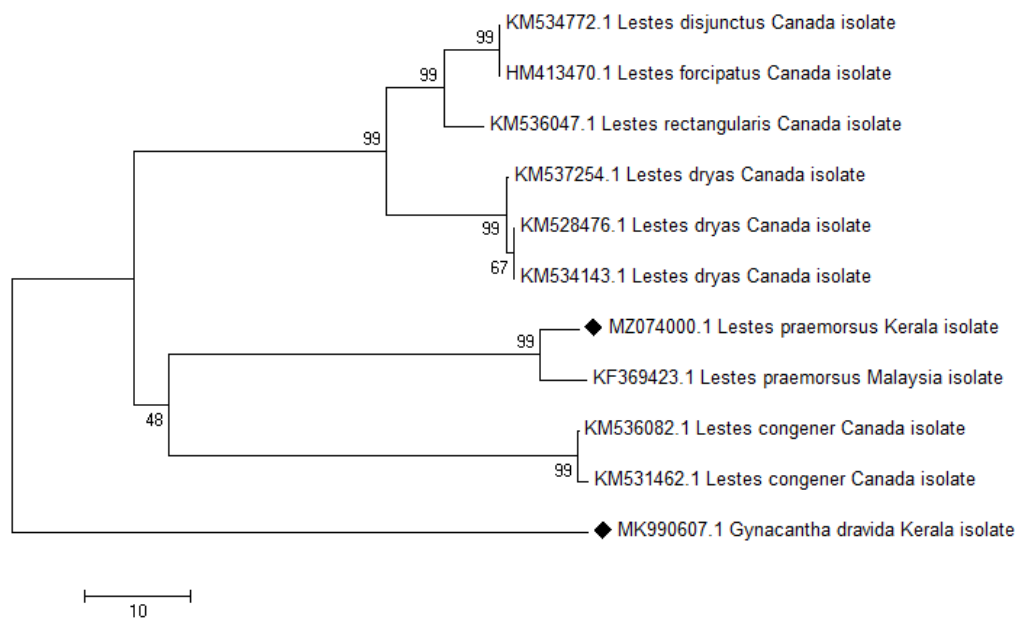 99
KM534772.1 Lestes disjunctus Canada isolate
99
HM413470.1 Lestes forcipatus Canada isolate
99
KM536047.1 Lestes rectangularis Canada isolate
KM537254.1 Lestes dryas Canada isolate
99
KM528476.1 Lestes dryas Canada isolate
67
KM534143.1 Lestes dryas Canada isolate
MZ074000.1 Lestes praemorsus Kerala isolate
99
KF369423.1 Lestes praemorsus Malaysia isolate
48
KM536082.1 Lestes congener Canada isolate
99
KM531462.1 Lestes congener Canada isolate
MK990607.1 Gynacantha dravida Kerala isolate
10